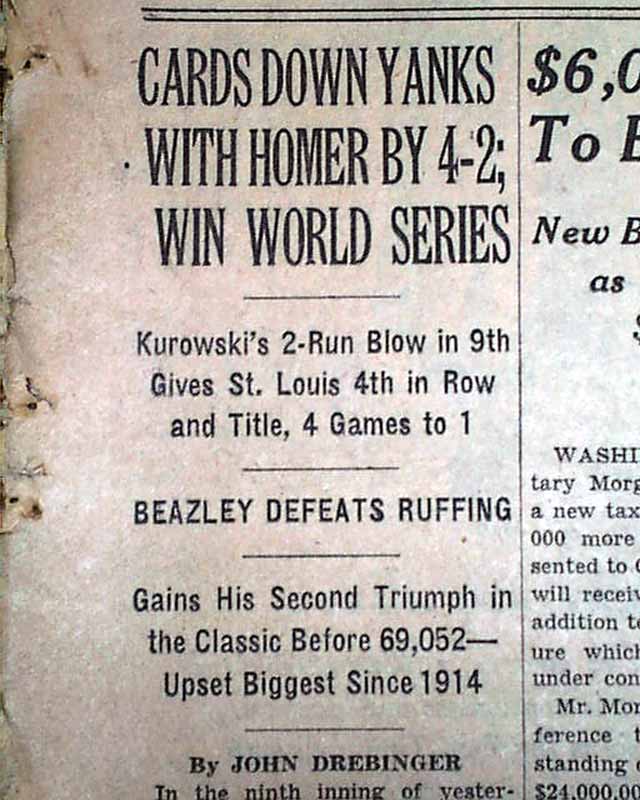 CARDS DOWN YANKS
WITH HOMER BY 4-2;
WIN WORLD SERIES
Kurowski's 2-Run Blow in 9th
Gives St. Louis 4th in Row
and Title, 4 Games to 1
BEAZLEY DEFEATS RUFFING
Gains His Second Triumph in
the Classic Before 69,052—
Upset Biggest Since 1914
By JOHN DREBINGER
In the ninth inning of yester-
$6,0
To
New
as
WASHI
tary Morg
a new tax
000 more
sented to
will receiv
addition t
ure which
under con
Mr. Mor
ference t
standing
$24,000,00